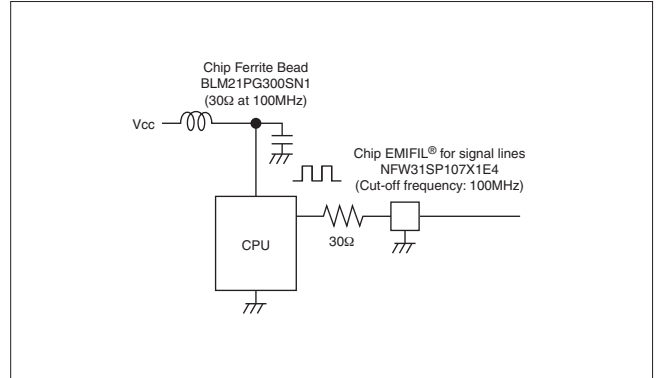 Chip Ferrite Bead
BLM21PG300SN1
(30Ω at 100MHz)
Vcc
Chip EMIFIL® for signal lines
NFW31SP107X1E4
(Cut-off frequency: 100MHz)
CPU
30Ω